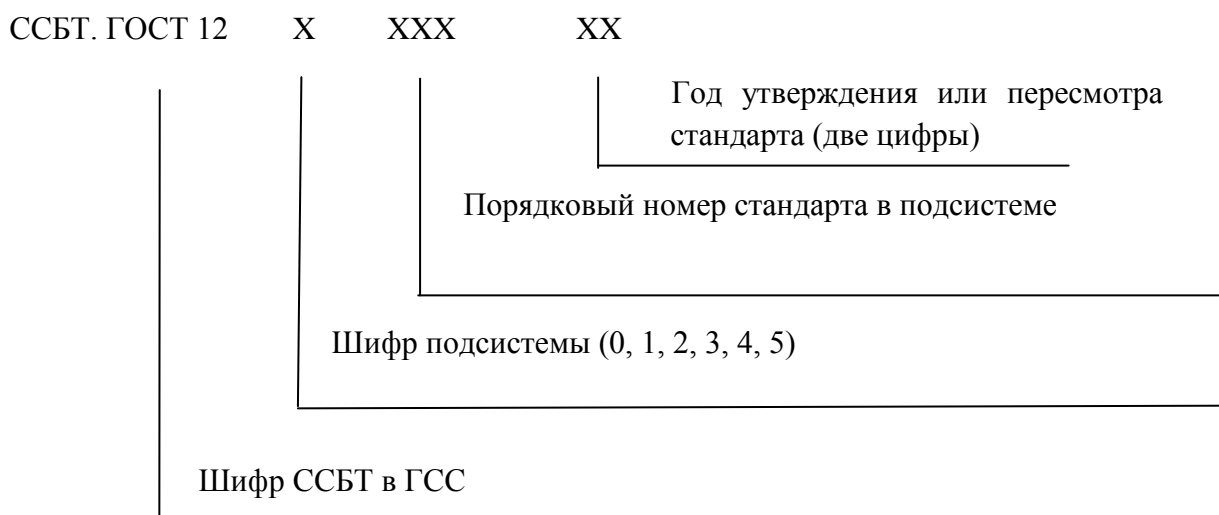 ССБТ. ГОСТ 12 Х ХХХ ХХ
Год утверждения или пересмотра
стандарта (две цифры)
Порядковый номер стандарта в подсистеме
Шифр подсистемы (0, 1, 2, 3, 4, 5)
Шифр ССБТ в ГСС